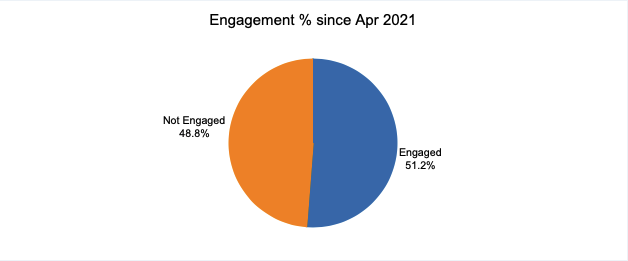 Engagement % since Apr 2021
Not Engaged
48.8%
Engaged
51.2%